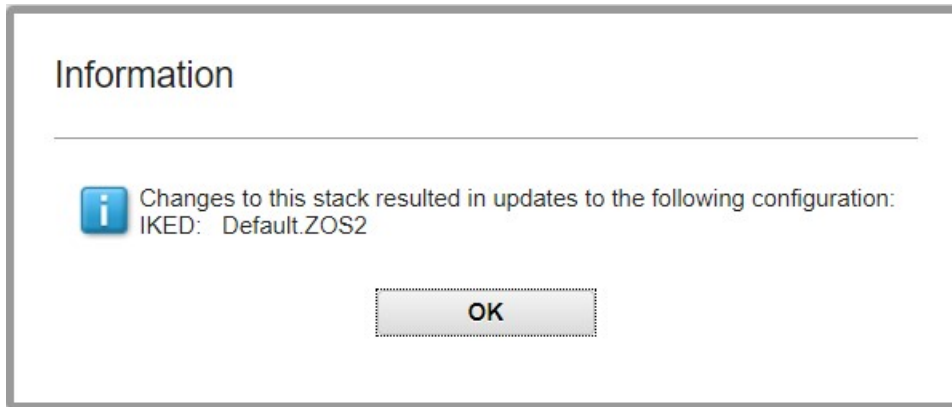 Information
Changes to this stack resulted in updates to the following configuration:
IKED: Default.ZOS2
OK